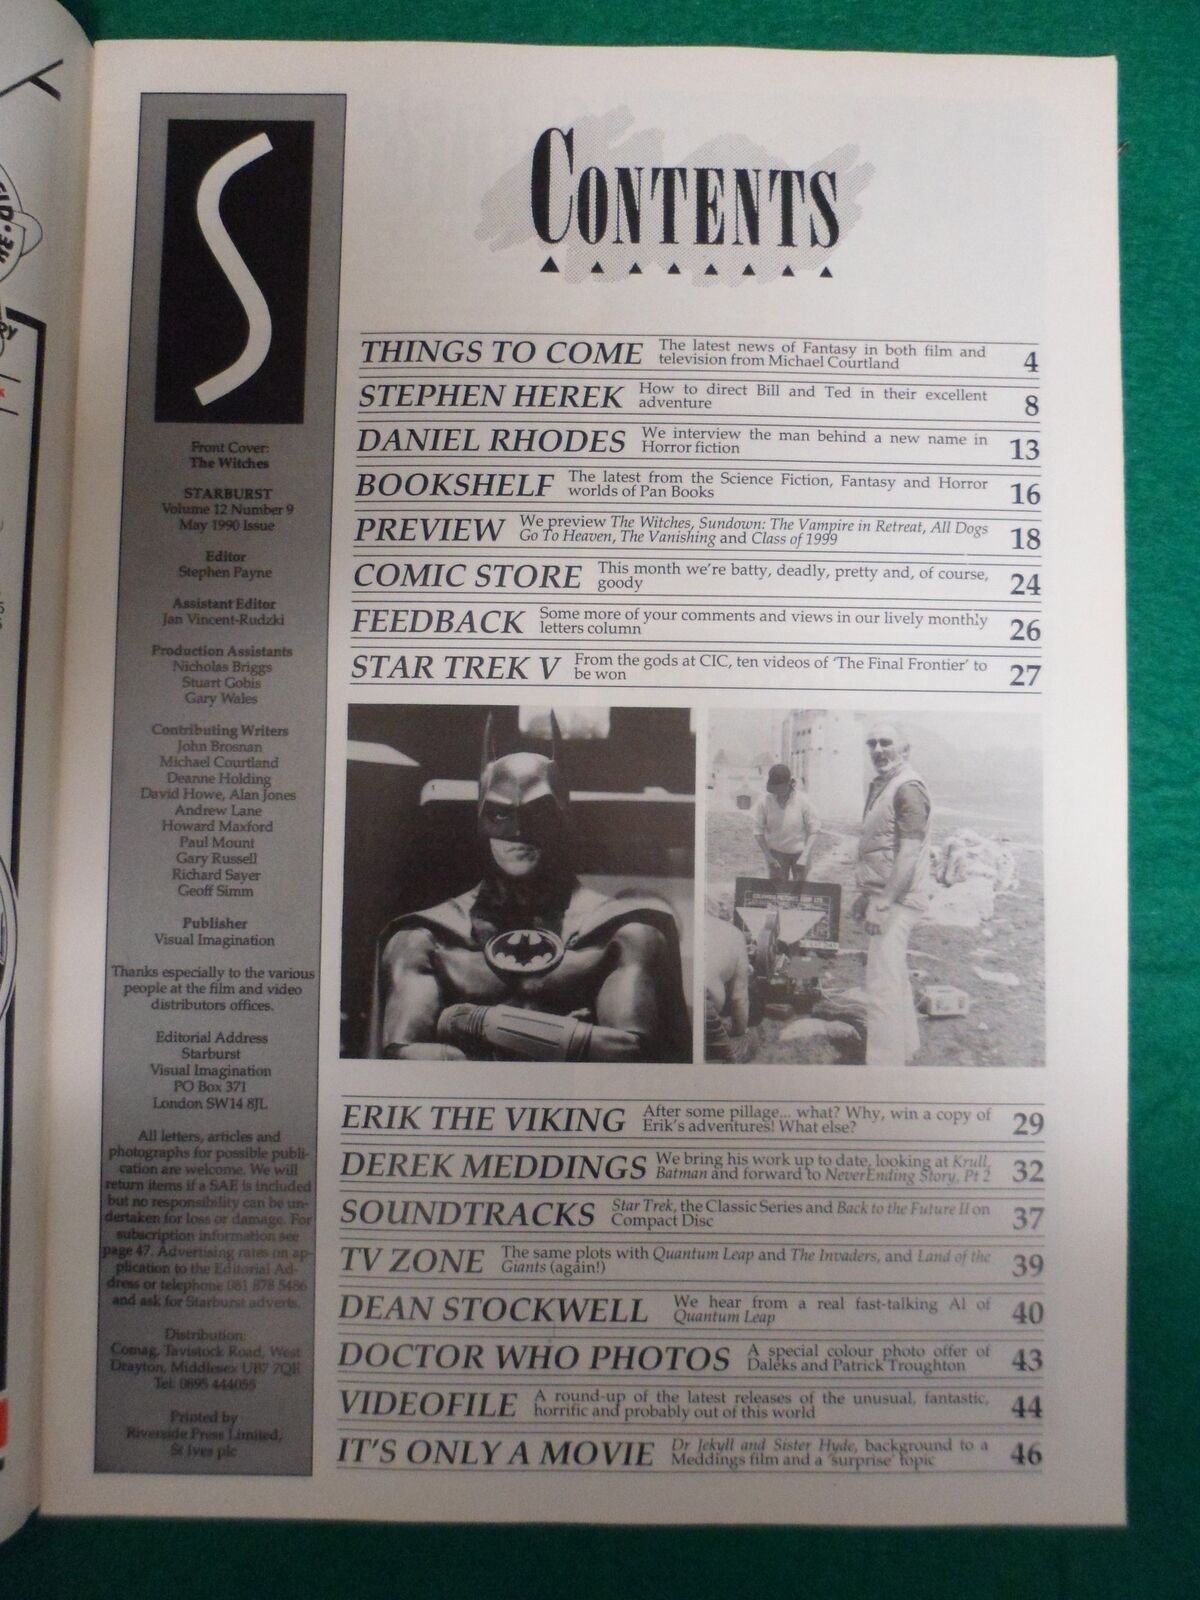 S
Front Cover:
The Witches
STARBURST
Volume 12 Number 9
May 1990 Issue
Editor
Stephen Payne
Assistant Editor
Jan Vincent-Rudzki
Production Assistants
Nicholas Briggs
Stuart Gobis
Gary Wales
Contributing Writers
John Brosnan
Michael Courtland
Deanne Holding
David Howe, Alan Jones
Andrew Lane
Howard Maxford
Paul Mount
Gary Russell
Richard Sayer
Geoff Simm
Publisher
Visual Imagination
Thanks especially to the various
people at the film and video
distributors offices.
Editorial Address
Starburst
Visual Imagination
PO Box 371
London SW14 8JL
All letters, articles and
photographs for possible publi-
cation are welcome. We will
return items if a SAE is included
but no responsibility can be un-
dertaken for loss or damage. For
subscription information see
page 47. Advertising rates on ap-
plication to the Editorial Ad-
dress or telephone 081 878 5486
and ask for Starburst adverts.
Distribution:
Comag, Tavistock Road, West
Drayton, Middlesex UB7 7QE
Tel: 0895 444055
Printed by
Riverside Press Limited,
St Ives plc
CONTENTS
THINGS TO COME The latest news of Fantasy in both film and
television from Michael Courtland 4
STEPHEN HEREK How to direct Bill and Ted in their excellent
adventure 8
DANIEL RHODES We interview the man behind a new name in
Horror fiction 13
BOOKSHELF The latest from the Science Fiction, Fantasy and Horror
worlds of Pan Books 16
PREVIEW We preview The Witches, Sundown: The Vampire in Retreat, All Dogs
Go To Heaven, The Vanishing and Class of 1999 18
COMIC STORE This month we're batty, deadly, pretty and, of course,
goody 24
FEEDBACK Some more of your comments and views in our lively monthly
letters column 26
STAR TREK V From the gods at CIC, ten videos of 'The Final Frontier' to
be won 27
ERIK THE VIKING After some pillage... what? Why, win a copy of
Erik's adventures! What else? 29
DEREK MEDDINGS We bring his work up to date, looking at Krull,
Batman and forward to NeverEnding Story, Pt 2 32
SOUNDTRACKS Star Trek, the Classic Series and Back to the Future II on
Compact Disc 37
TV ZONE The same plots with Quantum Leap and The Invaders, and Land of the
Giants (again!) 39
DEAN STOCKWELL We hear from a real fast-talking Al of
Quantum Leap 40
DOCTOR WHO PHOTOS A special colour photo offer of
Daleks and Patrick Troughton 43
VIDEOFILE A round-up of the latest releases of the unusual, fantastic,
horrific and probably out of this world 44
IT'S ONLY A MOVIE Dr Jekyll and Sister Hyde, background to a
Meddings film and a 'surprise' topic 46